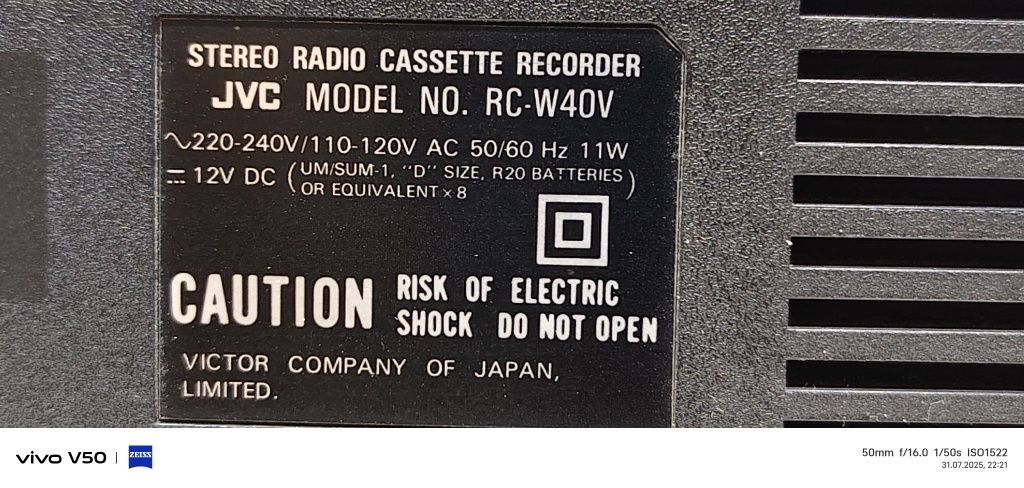 STEREO RADIO CASSETTE RECORDER
JVC MODEL NO. RC-W40V
∿220-240V/110-120V AC 50/60 Hz 11W
⎓ 12V DC (UM/SUM-1, "D" SIZE, R20 BATTERIES
OR EQUIVALENT × 8)
CAUTION RISK OF ELECTRIC
SHOCK DO NOT OPEN
VICTOR COMPANY OF JAPAN,
LIMITED.
vivo V50 | ZEISS
50mm f/16.0 1/50s ISO1522
31.07.2025, 22:21